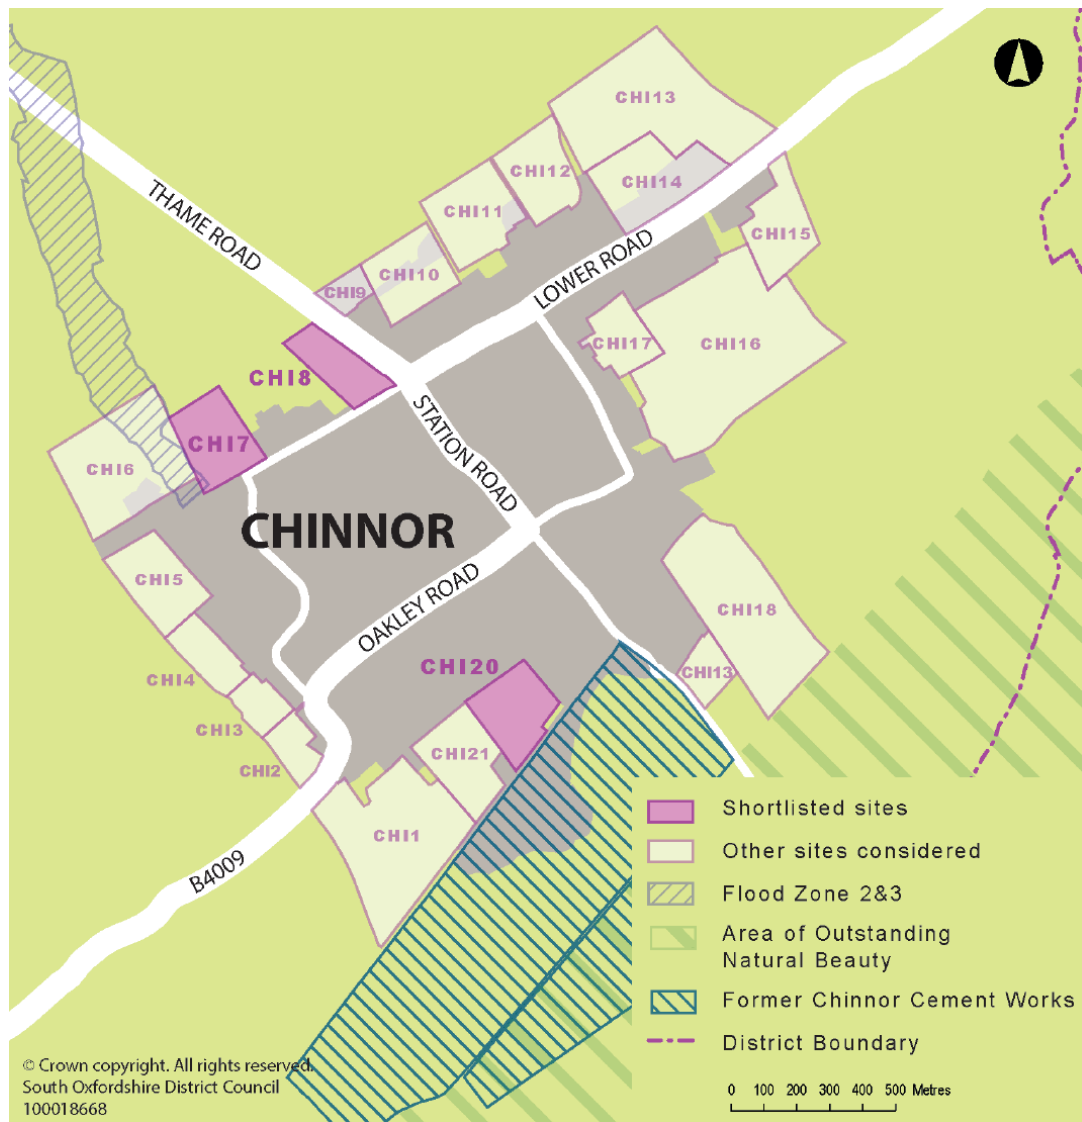 CHI13
CHI12
CHI14
CHI11
THAME ROAD
CHI15
LOWER ROAD
CHI10
CHI9
CHI17
CHI16
CHI8
STATION ROAD
CHI7
CHI6
CHINNOR
CHI5
OAKLEY ROAD
CHI18
CHI20
CHI13
CHI4
CHI3
CHI21
CHI2
CHI1
B4009
Shortlisted sites
Other sites considered
Flood Zone 2&3
Area of Outstanding
Natural Beauty
Former Chinnor Cement Works
District Boundary
0 100 200 300 400 500 Metres
© Crown copyright. All rights reserved.
South Oxfordshire District Council
100018668